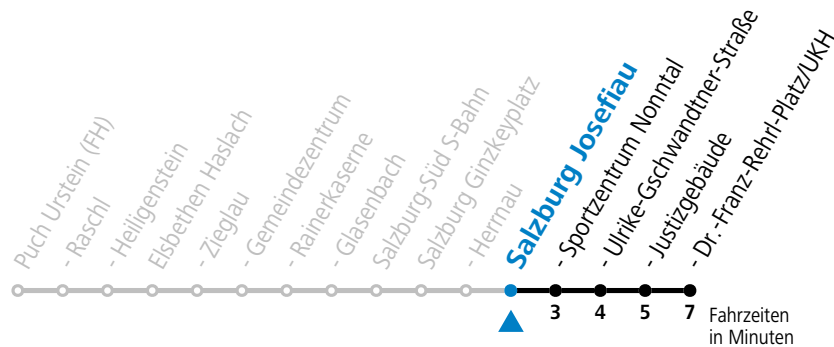 Puch Urstein (FH)
- Raschl
- Heiligenstein
Elsbethen Haslach
- Zieglau
- Gemeindezentrum
- Rainerkaserne
- Glasenbach
Salzburg-Süd S-Bahn
Salzburg Ginzkeyplatz
- Herrnau
Salzburg Josefiau
- Sportzentrum Nonntal
- Ulrike-Gschwandtner-Straße
- Justizgebäude
- Dr.-Franz-Rehrl-Platz/UKH
3 4 5 7 Fahrzeiten
in Minuten